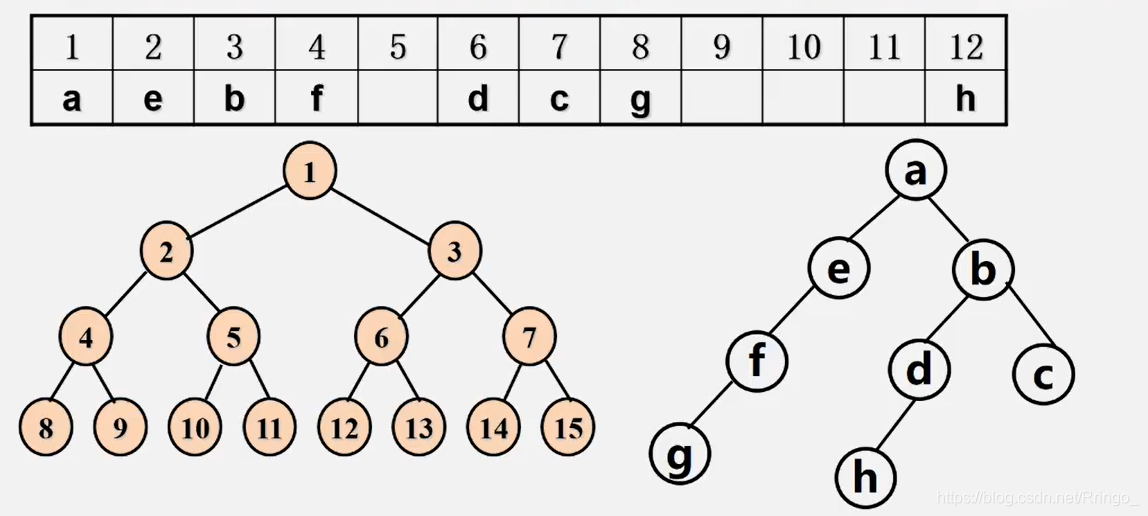 1 2 3 4 5 6 7 8 9 10 11 12
a e b f d c g h
1
a
2 3
e b
4 5 6 7
f d c
8 9 10 11 12 13 14 15
g h
https://blog.csdn.net/Rringo_